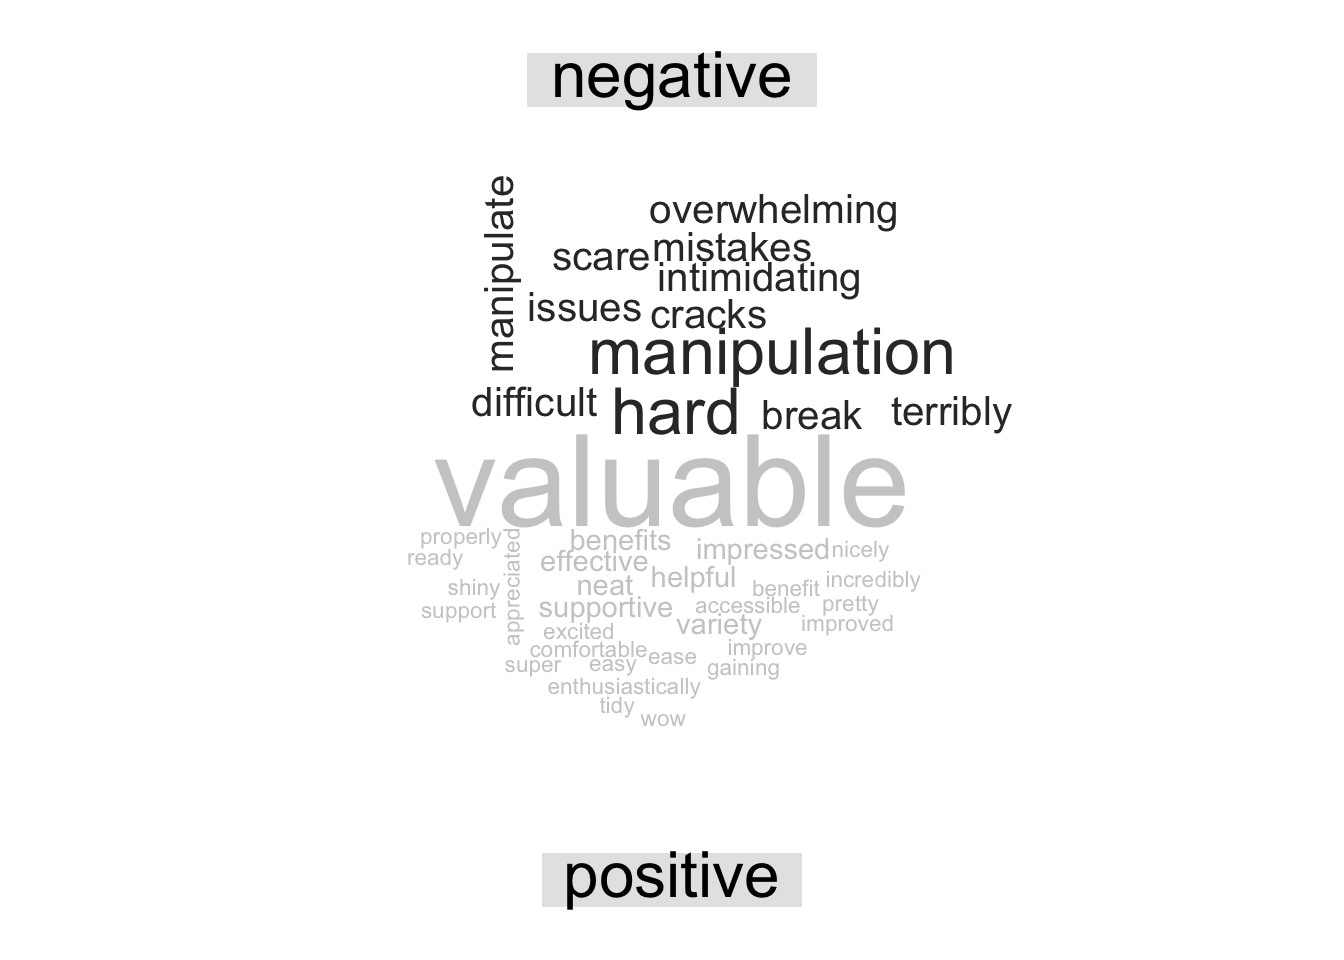 negative
manipulate
overwhelming
scare mistakes
intimidating
issues cracks
manipulation
difficult hard break terribly
valuable
properly appreciated benefits impressed nicely
ready effective
shiny neat helpful benefit incredibly
support supportive accessible pretty
excited variety improved
comfortable ease improve
super easy gaining
enthusiastically
tidy
wow
positive